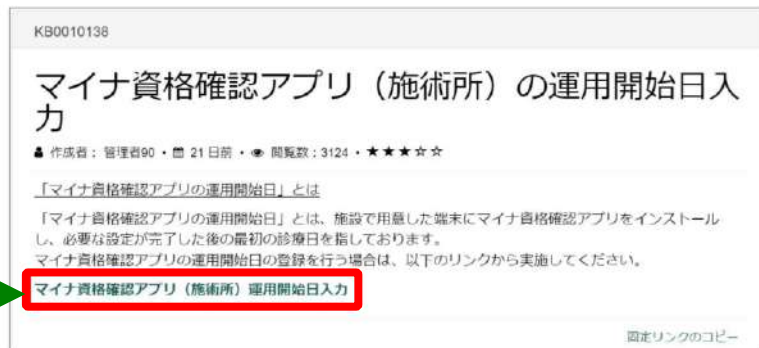 KB0010138
マイナ資格確認アプリ（施術所）の運用開始日入
力
作成者： 管理者90・21日前・閲覧数：3124・★★★☆☆
「マイナ資格確認アプリの運用開始日」とは
「マイナ資格確認アプリの運用開始日」とは、施設で用意した端末にマイナ資格確認アプリをインストール
し、必要な設定が完了した後の最初の診療日を指しております。
マイナ資格確認アプリの運用開始日の登録を行う場合は、以下のリンクから実施してください。
マイナ資格確認アプリ（施術所）運用開始日入力
固定リンクのコピー